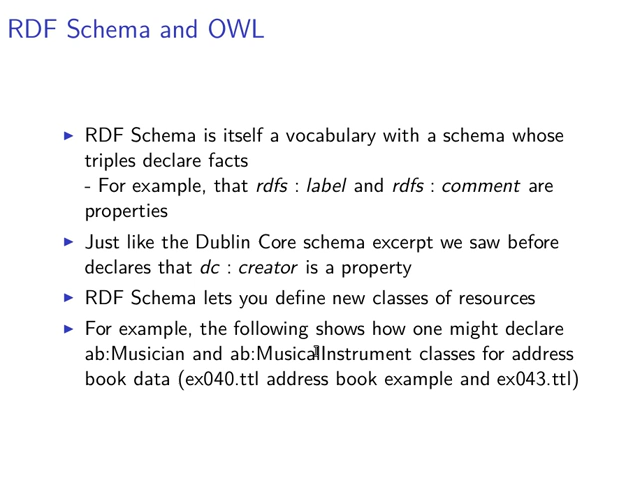 RDF Schema and OWL
▶ RDF Schema is itself a vocabulary with a schema whose
triples declare facts
- For example, that rdfs : label and rdfs : comment are
properties
▶ Just like the Dublin Core schema excerpt we saw before
declares that dc : creator is a property
▶ RDF Schema lets you define new classes of resources
▶ For example, the following shows how one might declare
ab:Musician and ab:MusicalInstrument classes for address
book data (ex040.ttl address book example and ex043.ttl)